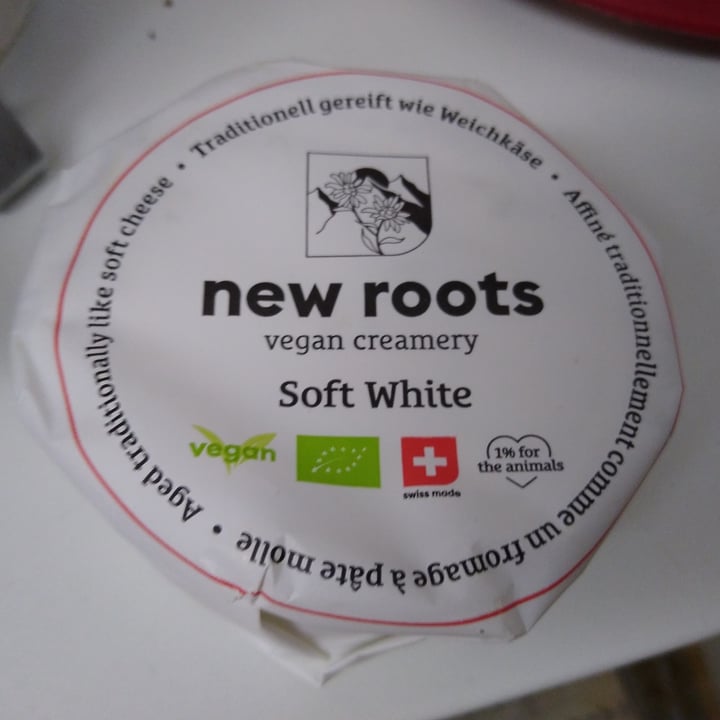 Traditionell gereift wie Weichkäse •
Affiné traditionnellement comme un fromage à pâte molle •
Aged traditionally like soft cheese •
new roots
vegan creamery
Soft White
vegan
swiss made
1% for
the animals